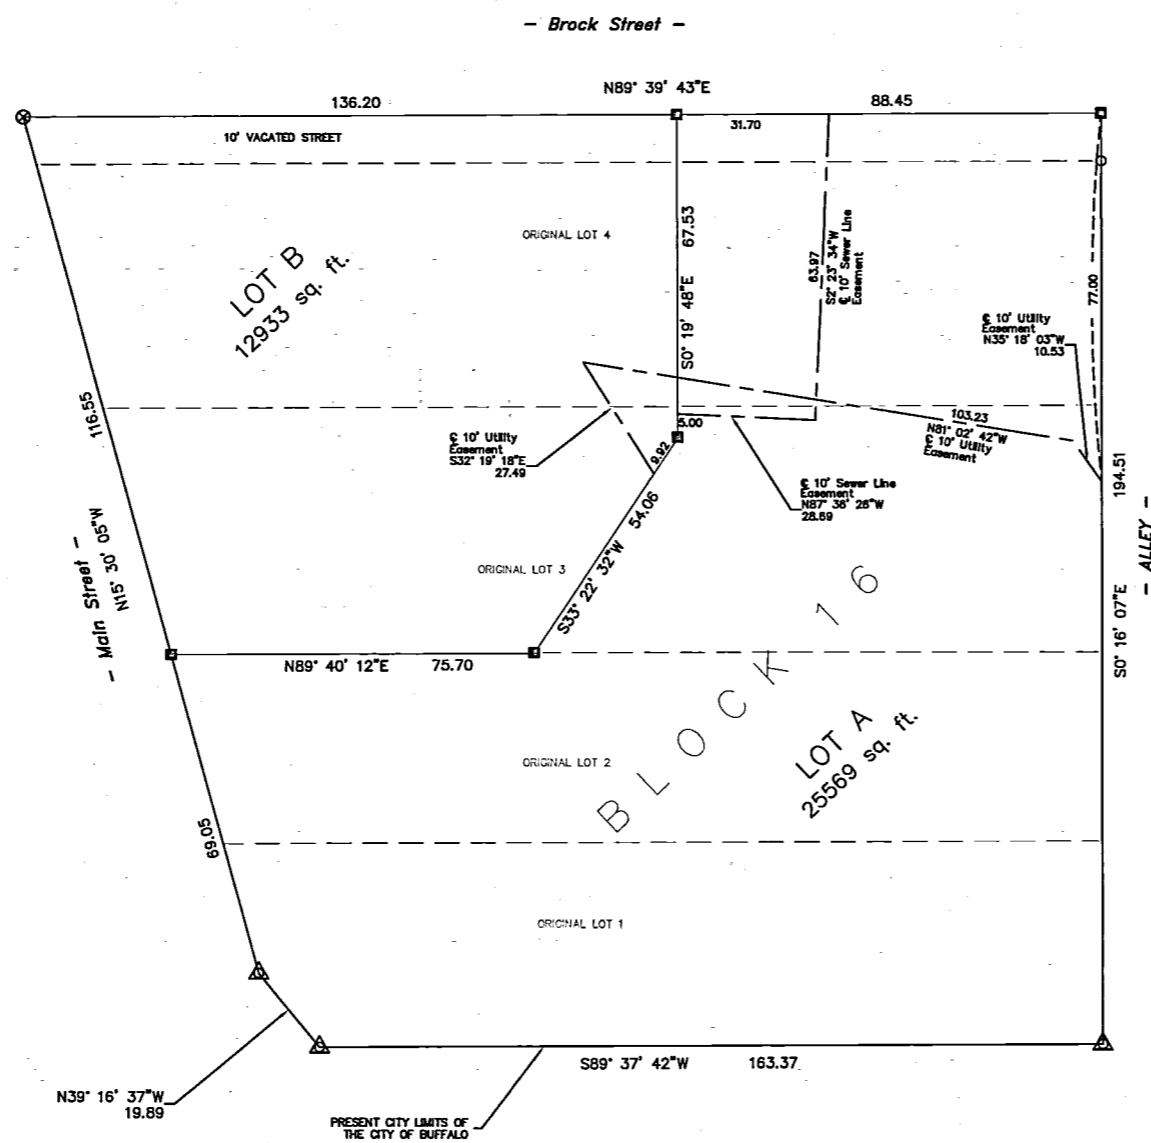 - Brock Street -
N89° 39' 43"E
136.20
88.45
31.70
10' VACATED STREET
ORIGINAL LOT 4
LOT B
12933 sq. ft.
S0° 19' 48"E 67.53
63.97
S2° 23' 34"W
℄ 10' Sewer Line
Easement
77.00
℄ 10' Utility
Easement
N35° 18' 03"W
10.53
116.55
103.23
N81° 02' 42"W
℄ 10' Utility
Easement
5.00
9.92
℄ 10' Utility
Easement
S32° 19' 18"E
27.49
℄ 10' Sewer Line
Easement
N87° 36' 26"W
28.69
194.51
S0° 16' 07"E
- ALLEY -
- Main Street -
N15° 30' 05"W
ORIGINAL LOT 3
S33° 22' 32"W 54.06
BLOCK 16
N89° 40' 12"E 75.70
LOT A
25569 sq. ft.
ORIGINAL LOT 2
69.05
ORIGINAL LOT 1
S89° 37' 42"W 163.37
N39° 16' 37"W
19.89
PRESENT CITY LIMITS OF
THE CITY OF BUFFALO